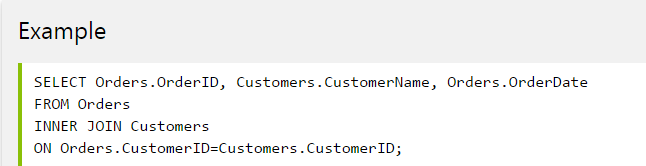 Example
SELECT Orders.OrderID, Customers.CustomerName, Orders.OrderDate
FROM Orders
INNER JOIN Customers
ON Orders.CustomerID=Customers.CustomerID;